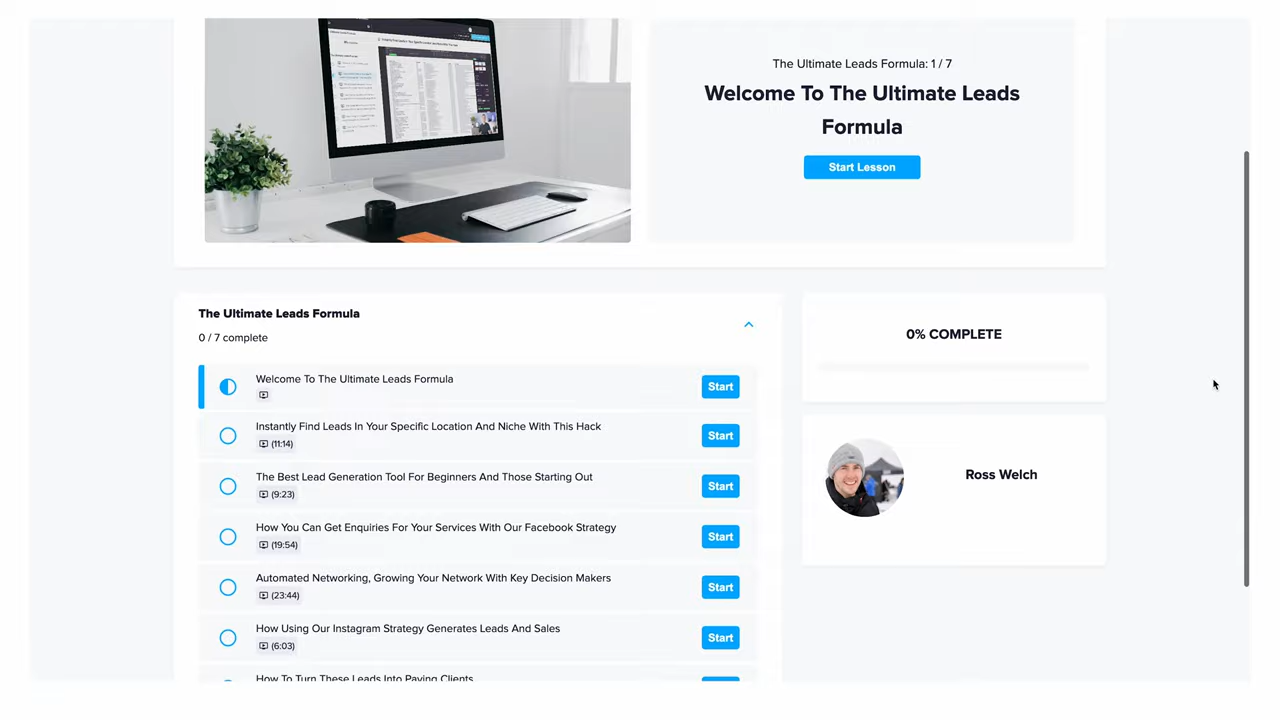 The Ultimate Leads Formula: 1 / 7
Welcome To The Ultimate Leads
Formula
Start Lesson
The Ultimate Leads Formula
0 / 7 complete
0% COMPLETE
Welcome To The Ultimate Leads Formula
Start
Instantly Find Leads In Your Specific Location And Niche With This Hack
(11:14)
Start
The Best Lead Generation Tool For Beginners And Those Starting Out
(9:23)
Start
Ross Welch
How You Can Get Enquiries For Your Services With Our Facebook Strategy
(19:54)
Start
Automated Networking, Growing Your Network With Key Decision Makers
(23:44)
Start
How Using Our Instagram Strategy Generates Leads And Sales
(6:03)
Start
How To Turn These Leads Into Paying Clients